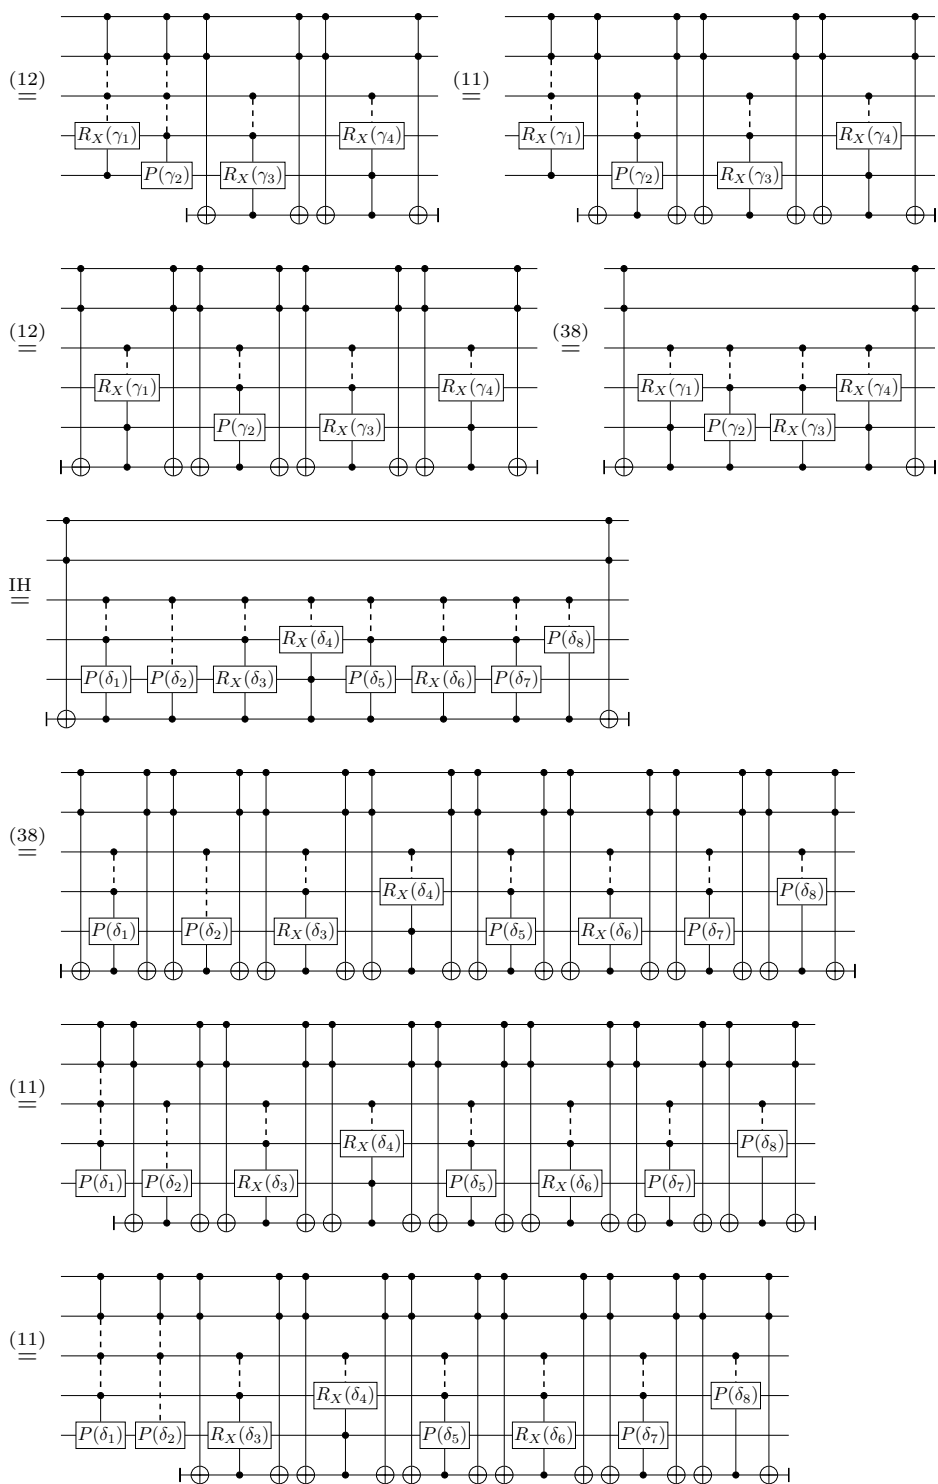 (12) = R_X(γ_1) P(γ_2) R_X(γ_3) R_X(γ_4) (11) = R_X(γ_1) P(γ_2) R_X(γ_3) R_X(γ_4)
(12) = R_X(γ_1) P(γ_2) R_X(γ_3) R_X(γ_4) (38) = R_X(γ_1) P(γ_2) R_X(γ_3) R_X(γ_4)
IH = P(δ_1) P(δ_2) R_X(δ_3) R_X(δ_4) P(δ_5) R_X(δ_6) P(δ_7) P(δ_8)
(38) = P(δ_1) P(δ_2) R_X(δ_3) R_X(δ_4) P(δ_5) R_X(δ_6) P(δ_7) P(δ_8)
(11) = P(δ_1) P(δ_2) R_X(δ_3) R_X(δ_4) P(δ_5) R_X(δ_6) P(δ_7) P(δ_8)
(11) = P(δ_1) P(δ_2) R_X(δ_3) R_X(δ_4) P(δ_5) R_X(δ_6) P(δ_7) P(δ_8)